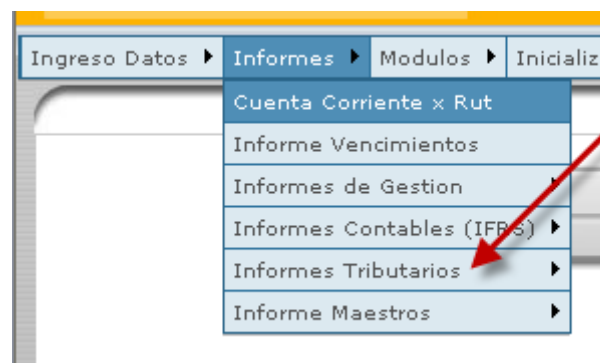 Ingreso Datos Informes Modulos Inicializ
Cuenta Corriente x Rut
Informe Vencimientos
Informes de Gestion
Informes Contables (IFRS)
Informes Tributarios
Informe Maestros